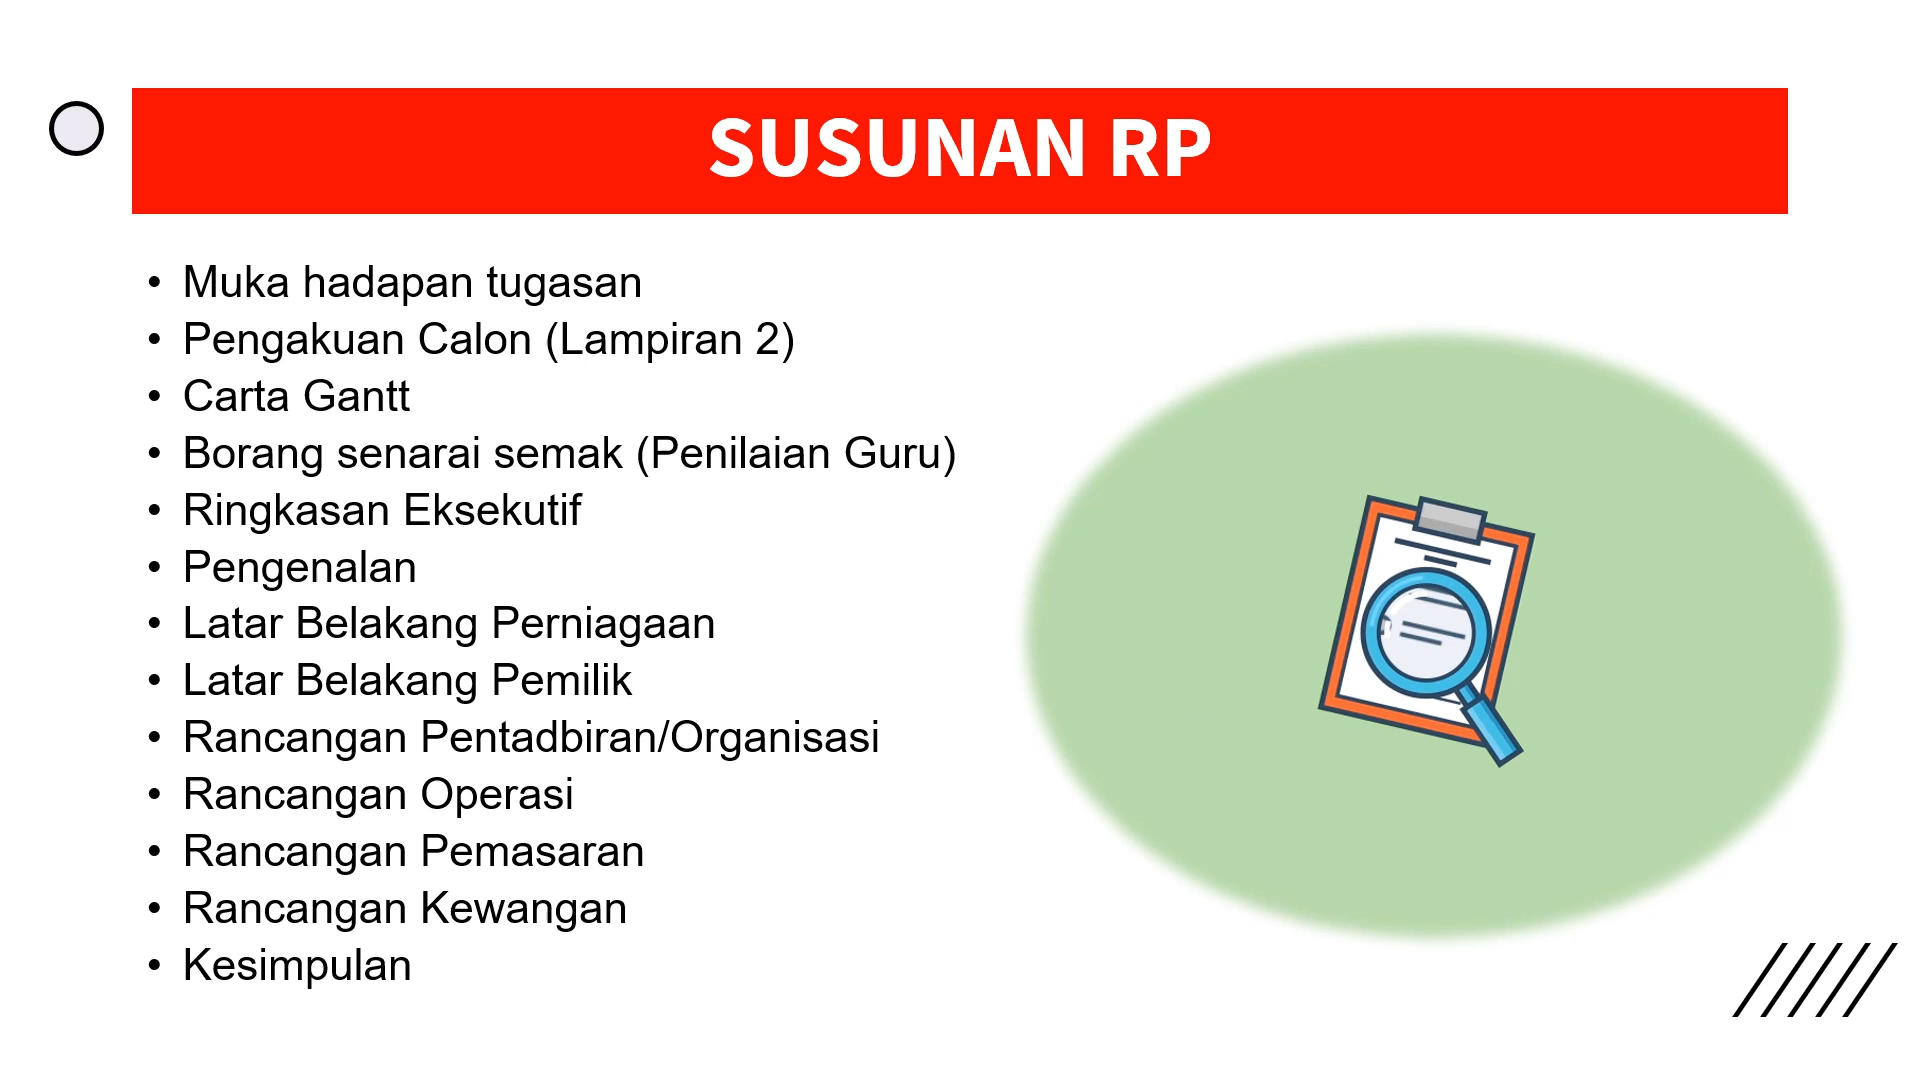 SUSUNAN RP
• Muka hadapan tugasan
• Pengakuan Calon (Lampiran 2)
• Carta Gantt
• Borang senarai semak (Penilaian Guru)
• Ringkasan Eksekutif
• Pengenalan
• Latar Belakang Perniagaan
• Latar Belakang Pemilik
• Rancangan Pentadbiran/Organisasi
• Rancangan Operasi
• Rancangan Pemasaran
• Rancangan Kewangan
• Kesimpulan